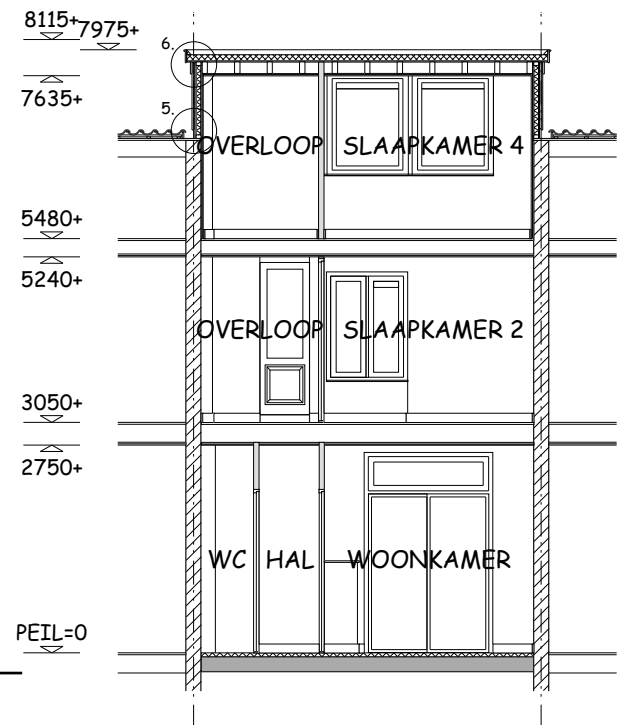 8115+
7975+
6.
7635+
5.
OVERLOOP SLAAPKAMER 4
5480+
5240+
OVERLOOP SLAAPKAMER 2
3050+
2750+
WC HAL WOONKAMER
PEIL=0